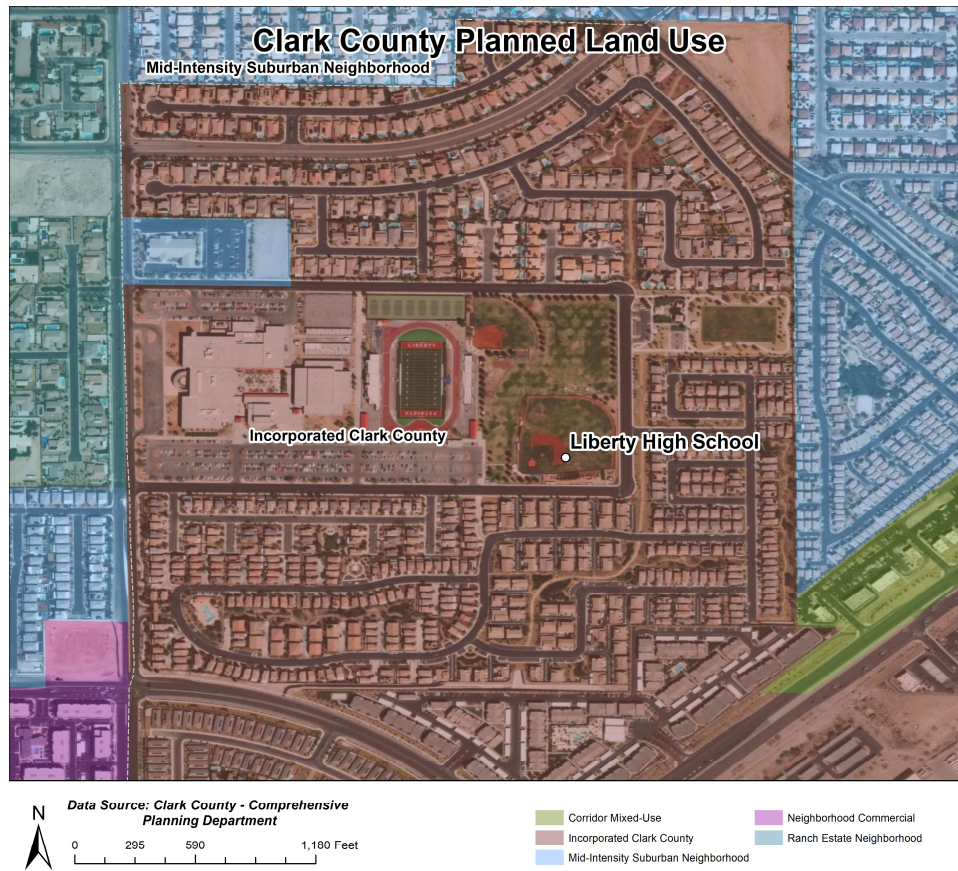 Clark County Planned Land Use
Mid-Intensity Suburban Neighborhood
LIBERTY
PATRIOTS
Incorporated Clark County
Liberty High School
N
Data Source: Clark County - Comprehensive
Planning Department
0 295 590 1,180 Feet
Corridor Mixed-Use
Incorporated Clark County
Mid-Intensity Suburban Neighborhood
Neighborhood Commercial
Ranch Estate Neighborhood